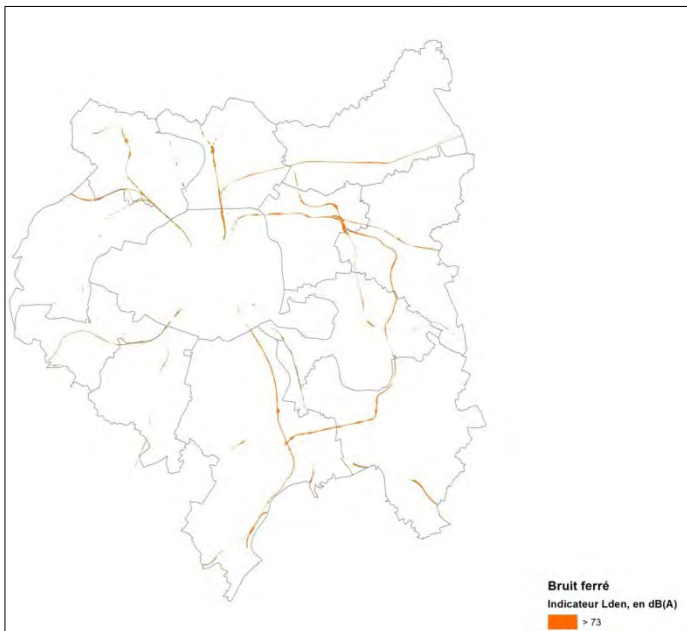 Bruit ferré
Indicateur Lden, en dB(A)
> 73